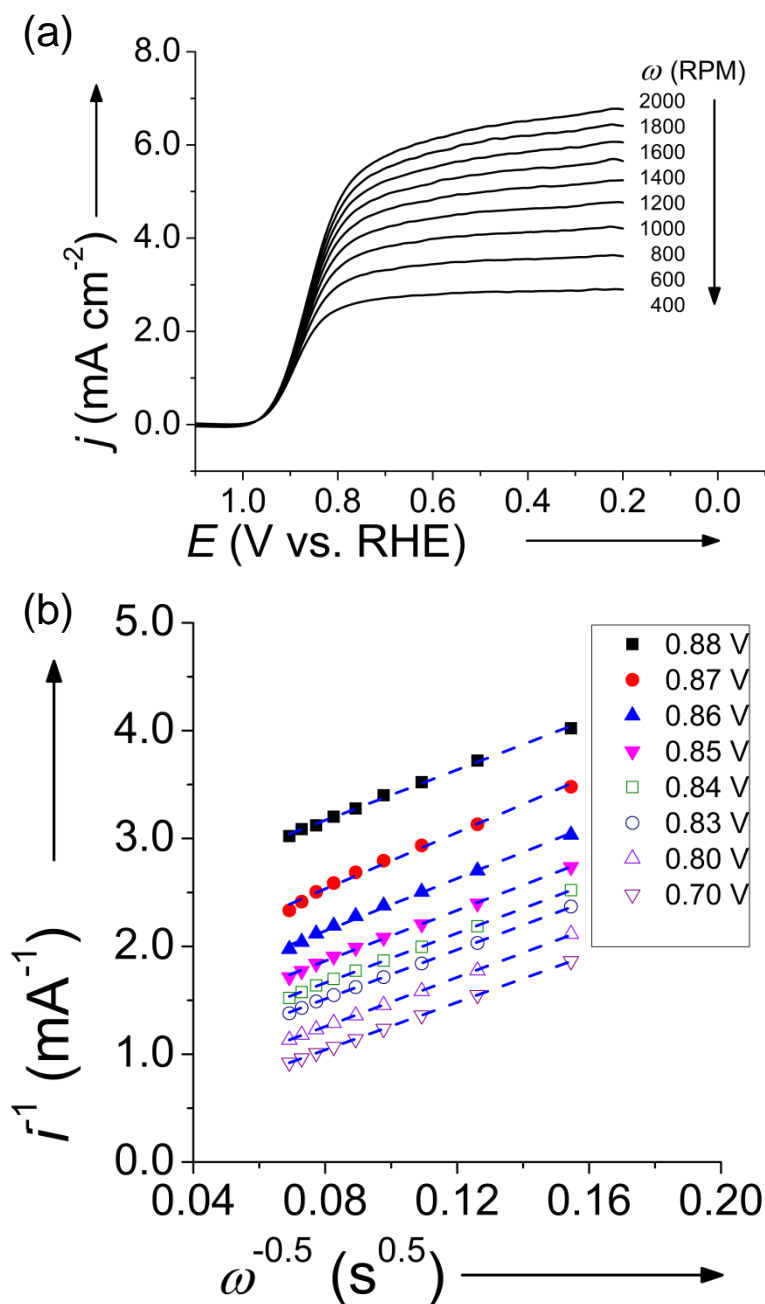 (a)
8.0
6.0
4.0
2.0
0.0
j (mA cm⁻²)
ω (RPM)
2000
1800
1600
1400
1200
1000
800
600
400
1.0 0.8 0.6 0.4 0.2 0.0
E (V vs. RHE)
(b)
5.0
4.0
3.0
2.0
1.0
0.0
i⁻¹ (mA⁻¹)
0.88 V
0.87 V
0.86 V
0.85 V
0.84 V
0.83 V
0.80 V
0.70 V
0.04 0.08 0.12 0.16 0.20
ω⁻⁰·⁵ (s⁰·⁵)